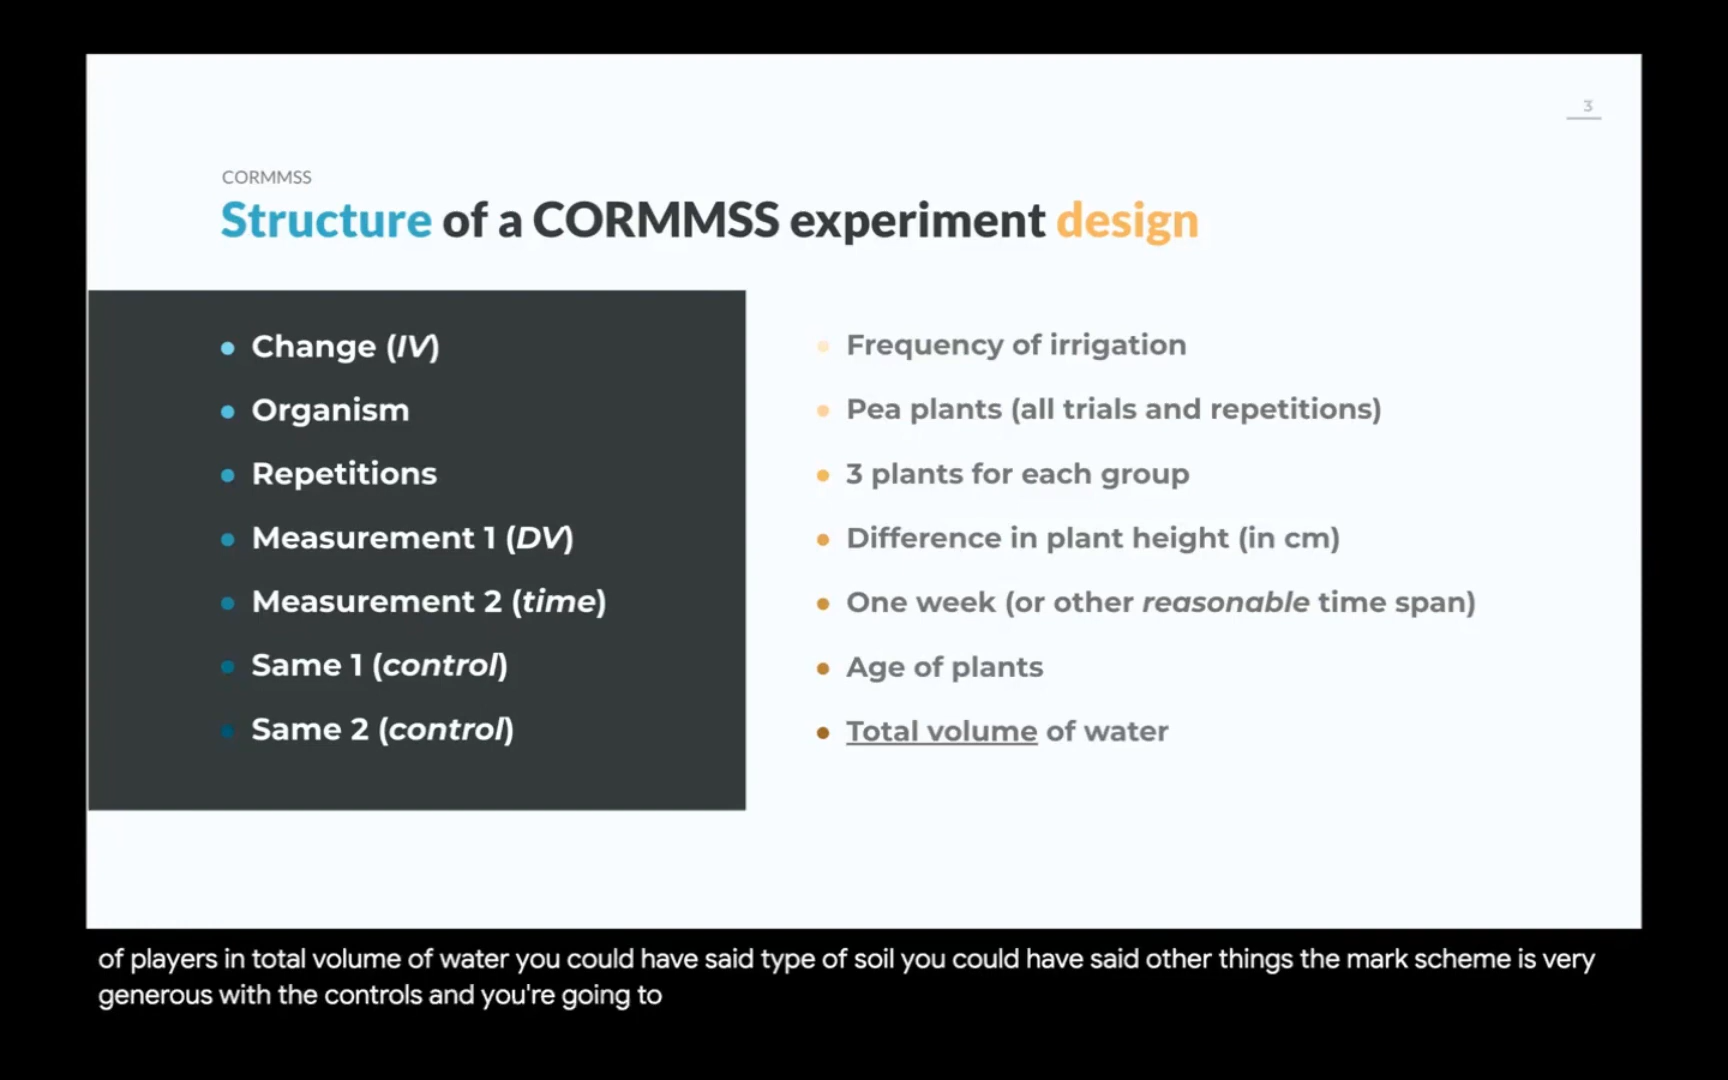 3
CORMMSS
Structure of a CORMMSS experiment design
Change (IV)
Organism
Repetitions
Measurement 1 (DV)
Measurement 2 (time)
Same 1 (control)
Same 2 (control)
Frequency of irrigation
Pea plants (all trials and repetitions)
3 plants for each group
Difference in plant height (in cm)
One week (or other reasonable time span)
Age of plants
Total volume of water
of players in total volume of water you could have said type of soil you could have said other things the mark scheme is very
generous with the controls and you're going to